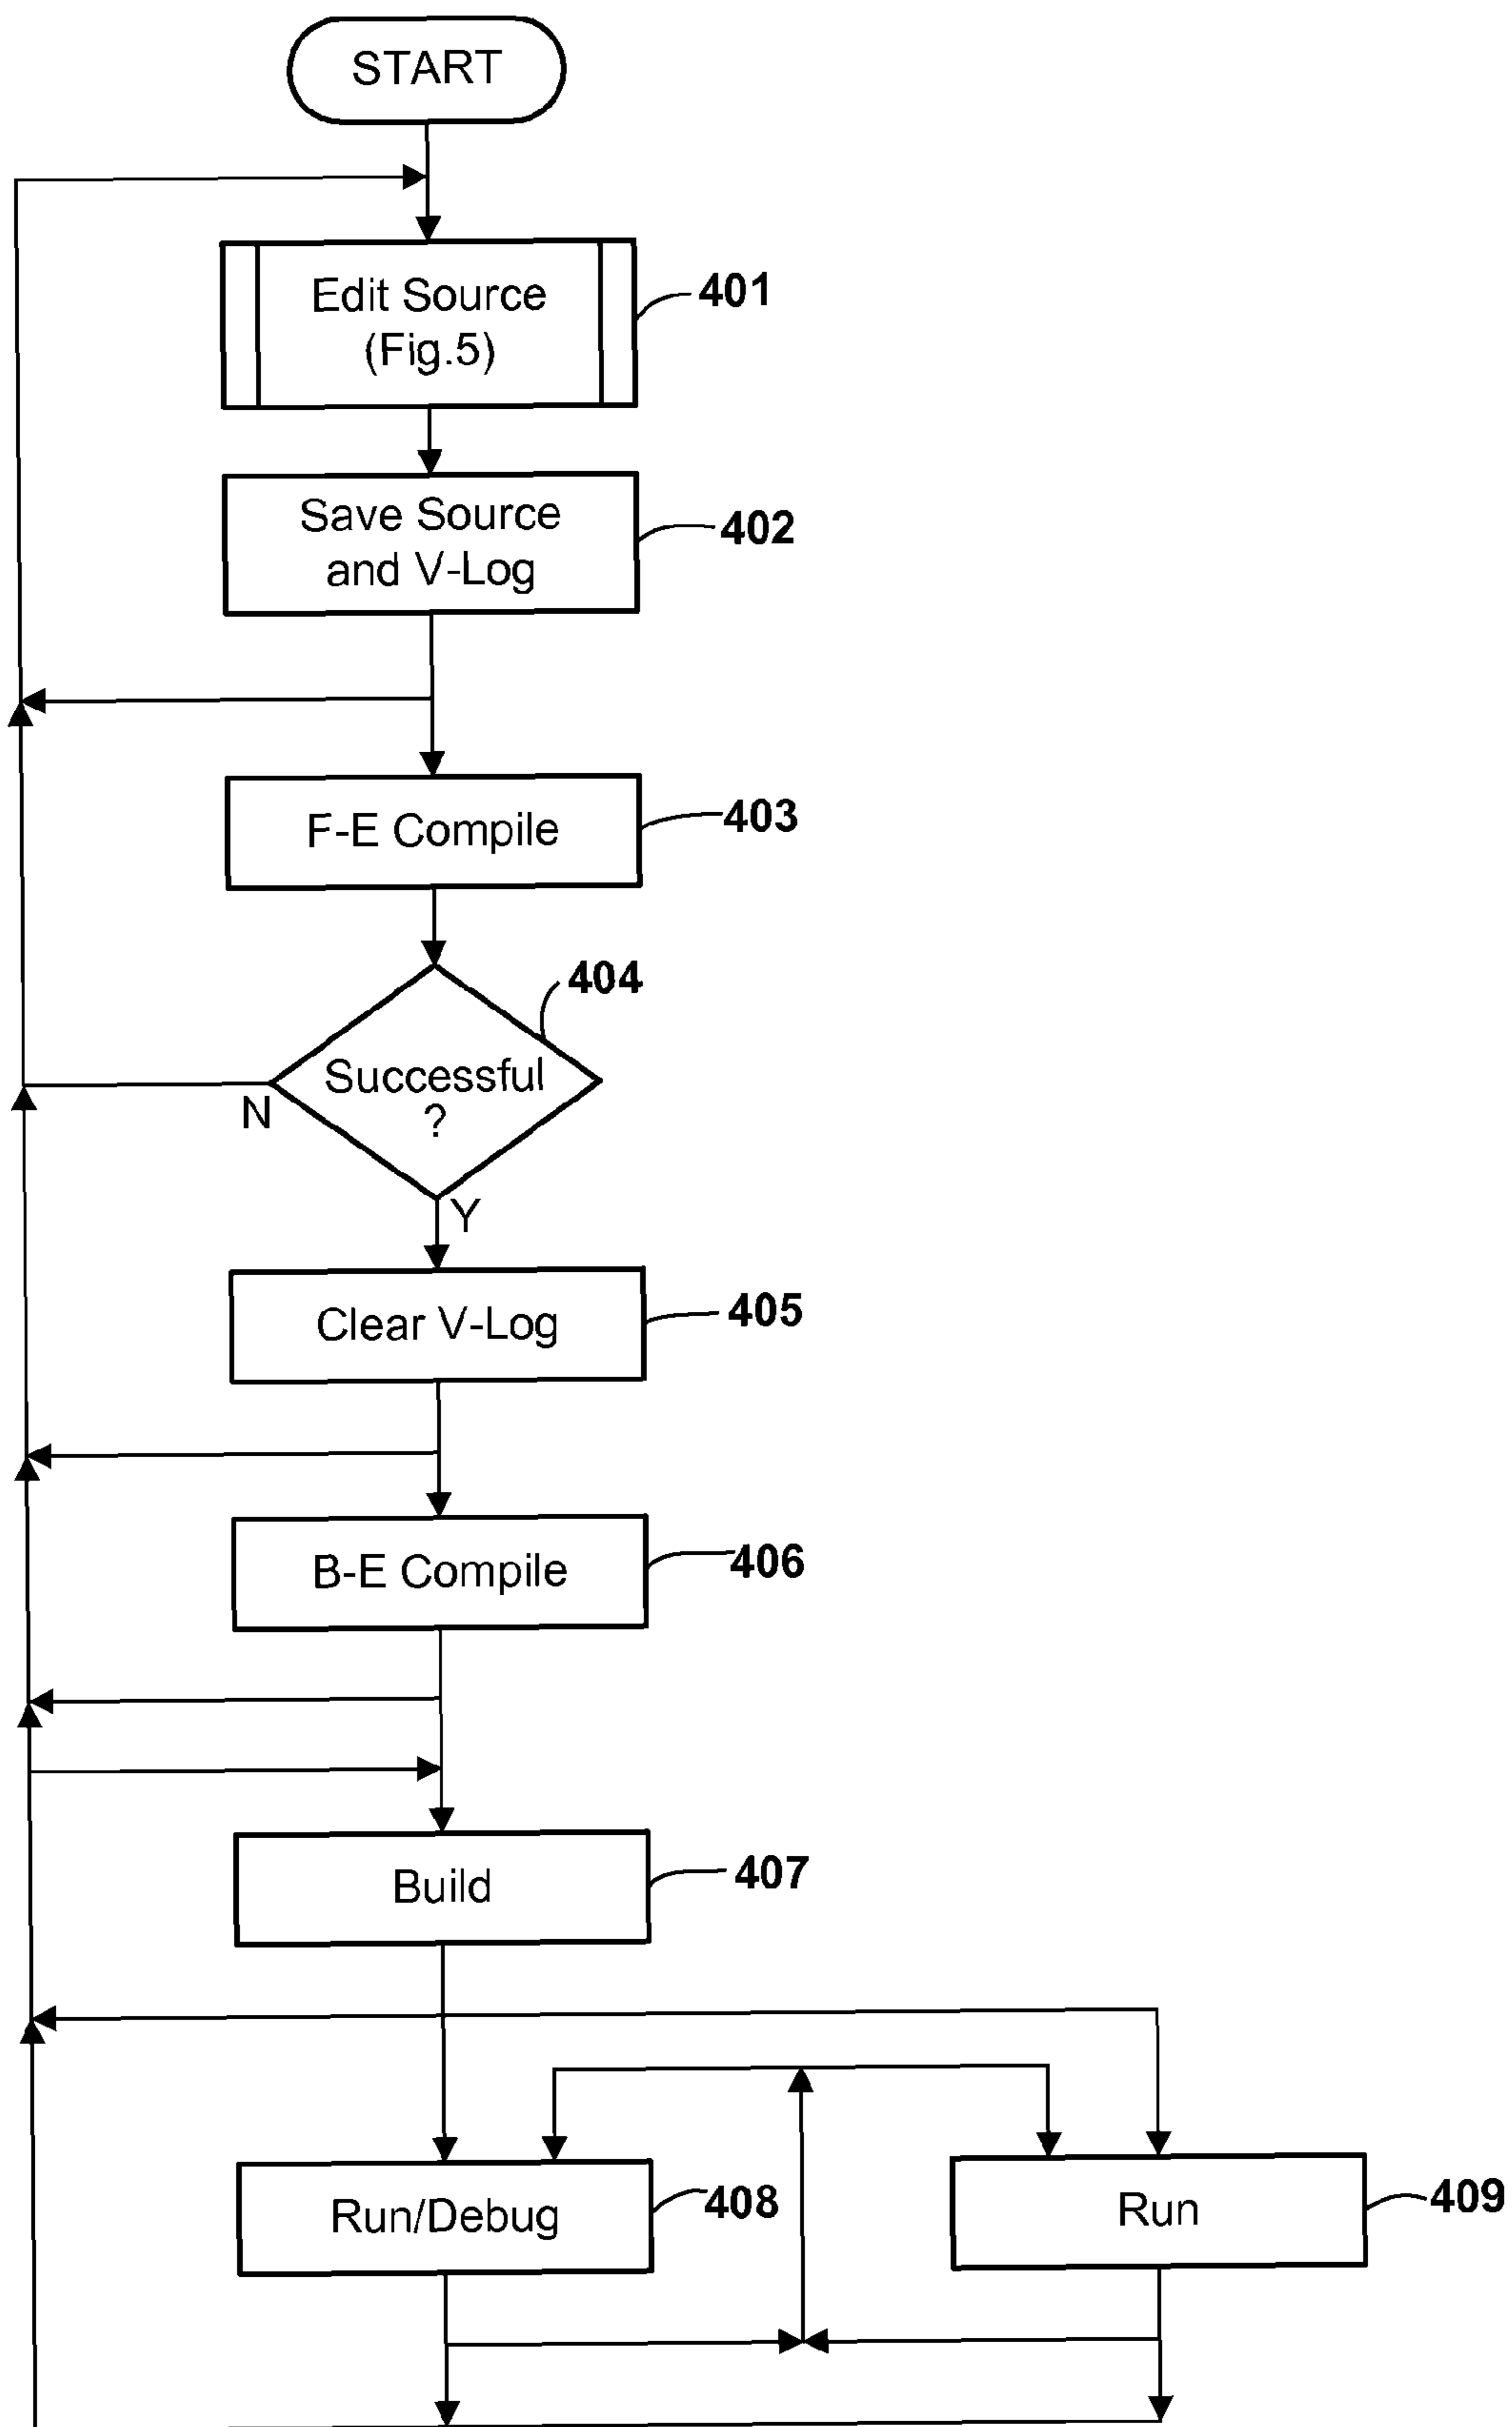 START
Edit Source
(Fig.5)
401
Save Source
and V-Log
402
F-E Compile
403
404
Successful
?
N
Y
Clear V-Log
405
B-E Compile
406
Build
407
Run/Debug
408
Run
409